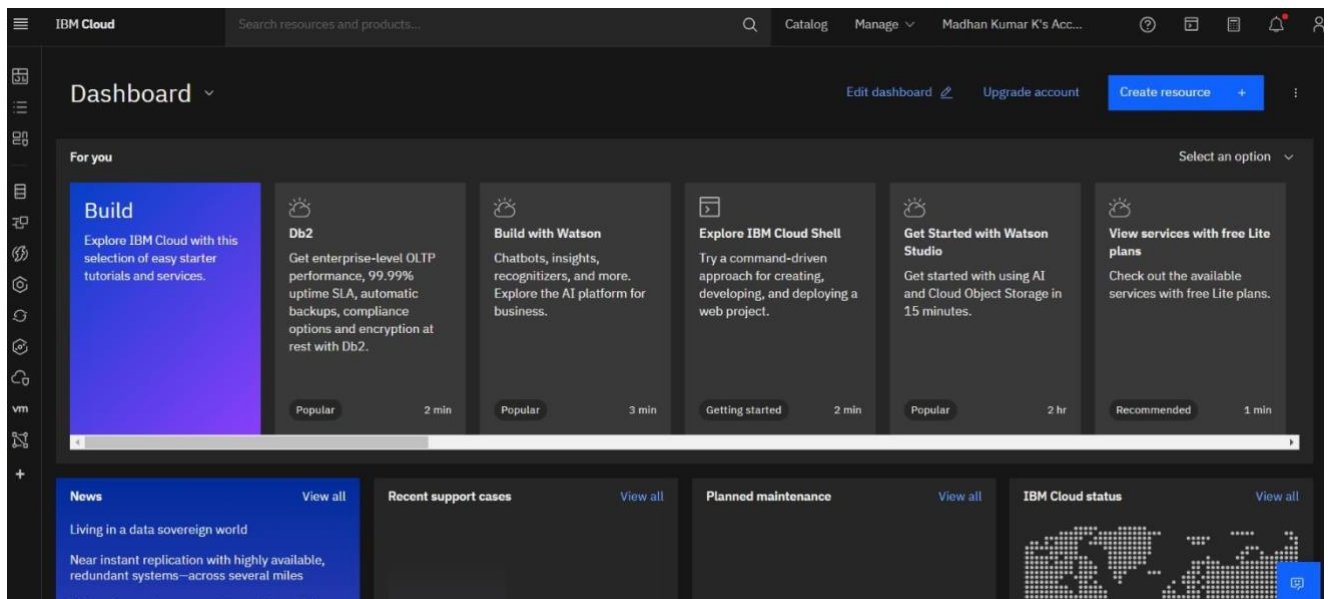 IBM Cloud
Search resources and products...
Catalog
Manage
Madhan Kumar K's Acc...
Dashboard
Edit dashboard
Upgrade account
Create resource +
For you
Select an option
Build
Explore IBM Cloud with this
selection of easy starter
tutorials and services.
Db2
Get enterprise-level OLTP
performance, 99.99%
uptime SLA, automatic
backups, compliance
options and encryption at
rest with Db2.
Popular
2 min
Build with Watson
Chatbots, insights,
recognizers, and more.
Explore the AI platform for
business.
Popular
3 min
Explore IBM Cloud Shell
Try a command-driven
approach for creating,
developing, and deploying a
web project.
Getting started
2 min
Get Started with Watson
Studio
Get started with using AI
and Cloud Object Storage in
15 minutes.
Popular
2 hr
View services with free Lite
plans
Check out the available
services with free Lite plans.
Recommended
1 min
vm
News
View all
Living in a data sovereign world
Near instant replication with highly available,
redundant systems—across several miles
Recent support cases
View all
Planned maintenance
View all
IBM Cloud status
View all